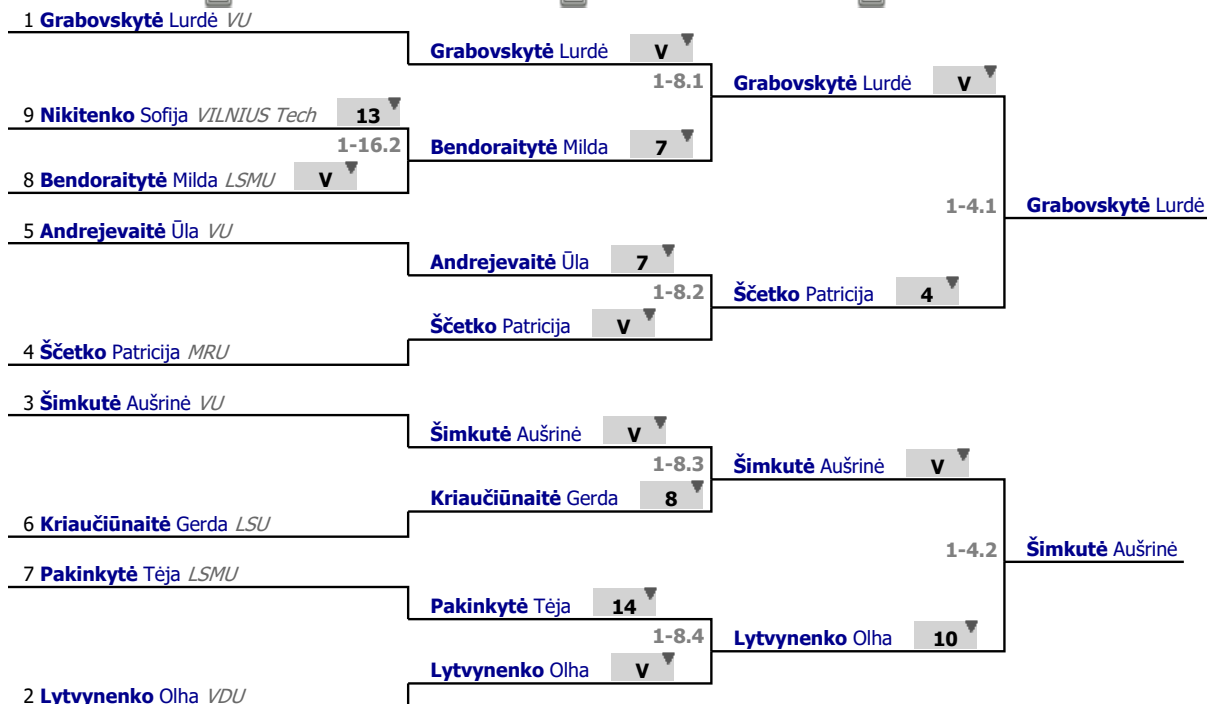 1 Grabovskytė Lurdė VU
Grabovskytė Lurdė V
1-8.1
Grabovskytė Lurdė V
9 Nikitenko Sofija VILNIUS Tech 13
1-16.2
Bendoraitytė Milda 7
8 Bendoraitytė Milda LSMU V
1-4.1
Grabovskytė Lurdė
5 Andrejevaitė Ūla VU
Andrejevaitė Ūla 7
1-8.2
Ščetko Patricija 4
Ščetko Patricija V
4 Ščetko Patricija MRU
3 Šimkutė Aušrinė VU
Šimkutė Aušrinė V
1-8.3
Šimkutė Aušrinė V
Kriaučiūnaitė Gerda 8
6 Kriaučiūnaitė Gerda LSU
1-4.2
Šimkutė Aušrinė
7 Pakinkytė Tėja LSMU
Pakinkytė Tėja 14
1-8.4
Lytvynenko Olha 10
Lytvynenko Olha V
2 Lytvynenko Olha VDU